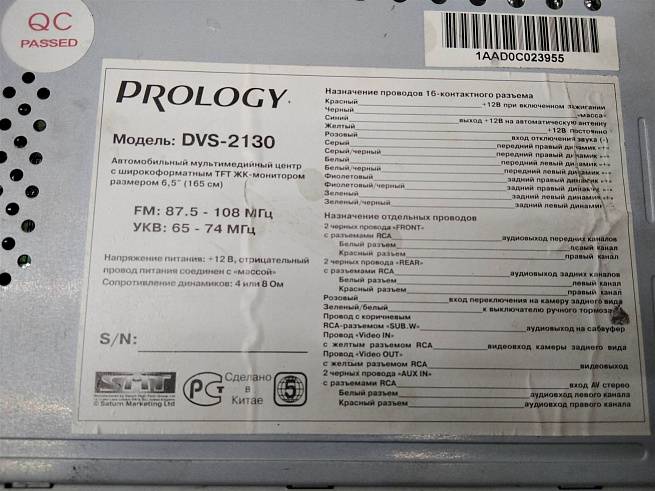 QC
PASSED
1AAD0C023955
PROLOGY
Модель: DVS-2130
Автомобильный мультимедийный центр
с широкоформатным TFT ЖК-монитором
размером 6,5" (165 см)
FM: 87.5 - 108 МГц
УКВ: 65 - 74 МГц
Напряжение питания: +12 В, отрицательный
провод питания соединен с «массой»
Сопротивление динамиков: 4 или 8 Ом
S/N:
SMT
© Saturn Marketing Ltd
Сделано
в
Китае
5
Назначение проводов 16-контактного разъема
Красный +12В при включенном зажигании
Черный «масса»
Синий выход +12В на автоматическую антенну
Желтый +12В постоянно
Розовый вход отключения звука (-)
Серый передний правый динамик «+»
Серый/черный передний правый динамик «-»
Белый передний левый динамик «+»
Белый/черный передний левый динамик «-»
Фиолетовый задний правый динамик «+»
Фиолетовый/черный задний правый динамик «-»
Зеленый задний левый динамик «+»
Зеленый/черный задний левый динамик «-»
Назначение отдельных проводов
2 черных провода «FRONT»
с разъемами RCA аудиовыход передних каналов
Белый разъем левый канал
Красный разъем правый канал
2 черных провода «REAR»
с разъемами RCA аудиовыход задних каналов
Белый разъем левый канал
Красный разъем правый канал
Розовый вход переключения на камеру заднего вида
Зеленый/белый к выключателю ручного тормоза
Провод с коричневым
RCA-разъемом «SUB.W» аудиовыход на сабвуфер
Провод «Video IN»
с желтым разъемом RCA видеовход камеры заднего вида
Провод «Video OUT»
с желтым разъемом RCA видеовыход
2 черных провода «AUX IN»
с разъемами RCA вход AV стерео
Белый разъем аудиовход левого канала
Красный разъем аудиовход правого канала